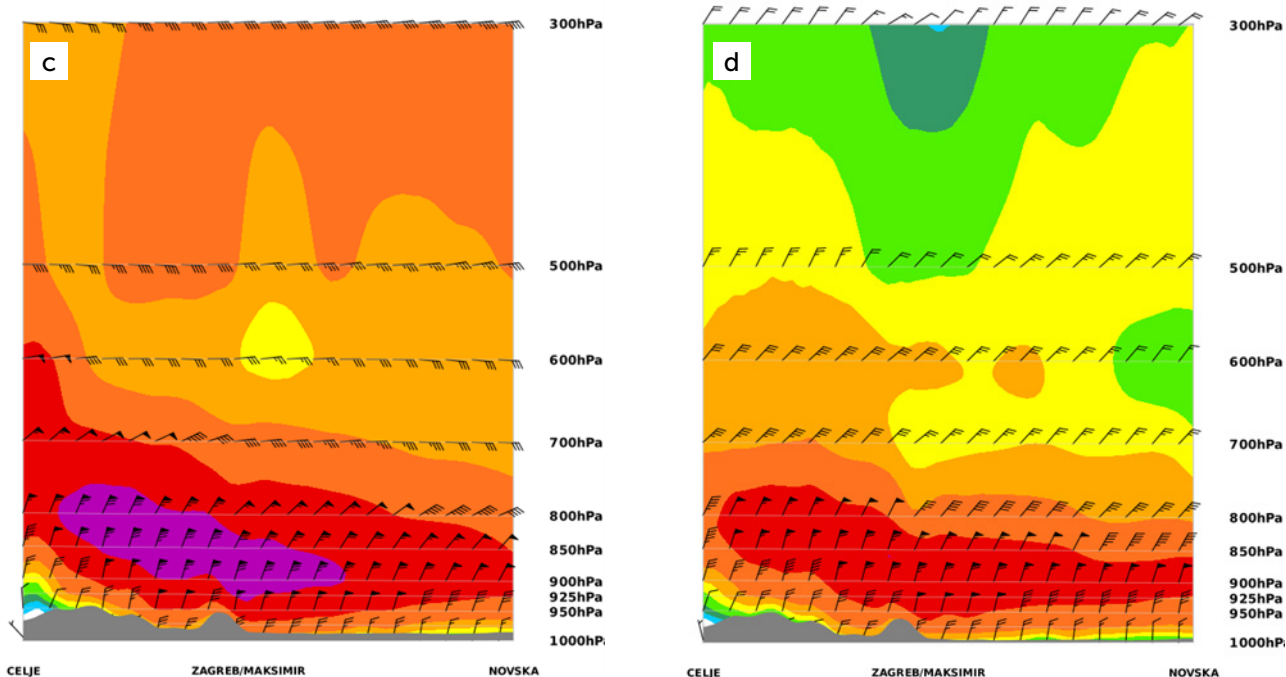 c
300hPa
500hPa
600hPa
700hPa
800hPa
850hPa
900hPa
925hPa
950hPa
1000hPa
CELJE ZAGREB/MAKSIMIR NOVSKA
d
300hPa
500hPa
600hPa
700hPa
800hPa
850hPa
900hPa
925hPa
950hPa
1000hPa
CELJE ZAGREB/MAKSIMIR NOVSKA